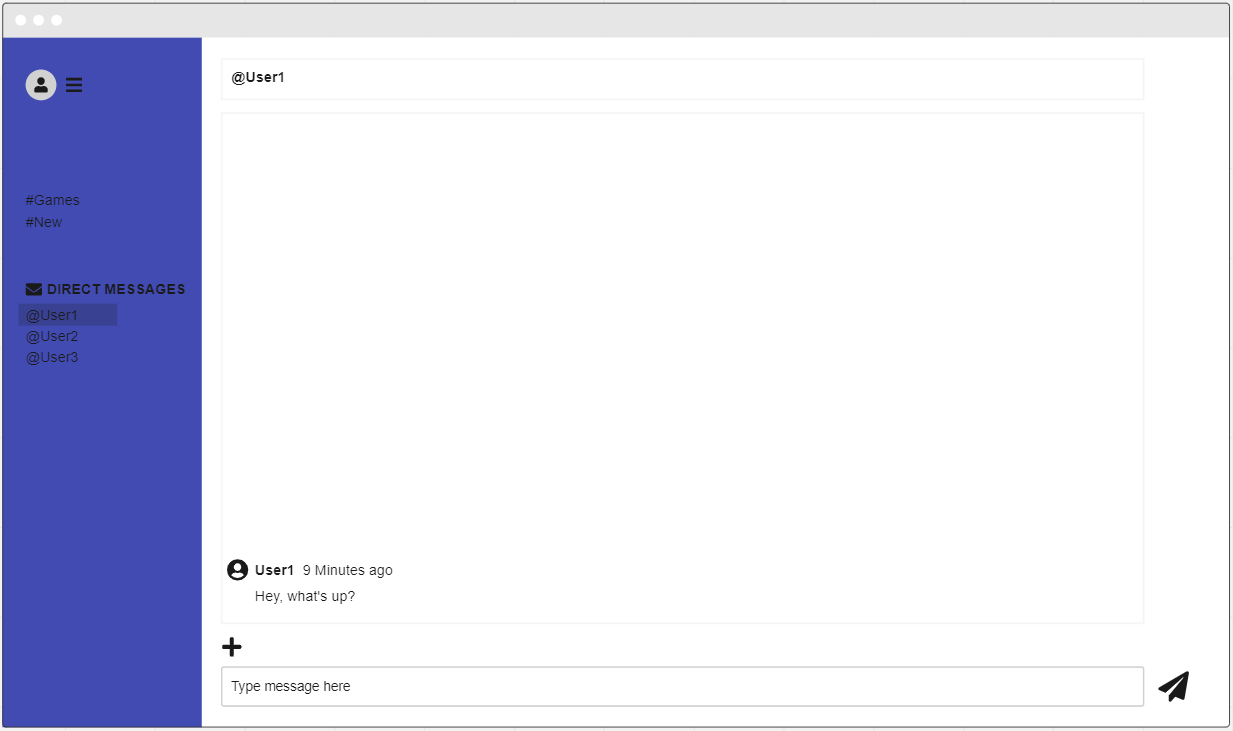 @User1
#Games
#New
DIRECT MESSAGES
@User1
@User2
@User3
User1 9 Minutes ago
Hey, what's up?
Type message here